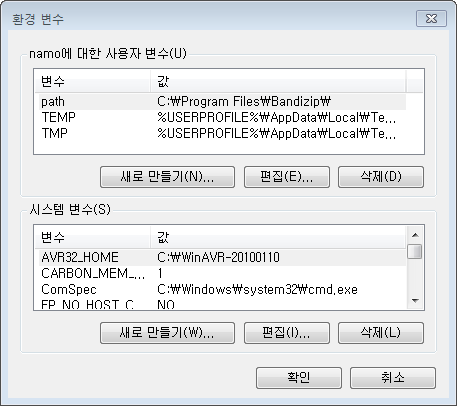 환경 변수
namo에 대한 사용자 변수(U)
변수 값
path C:₩Program Files₩Bandizip₩
TEMP %USERPROFILE%₩AppData₩Local₩Te...
TMP %USERPROFILE%₩AppData₩Local₩Te...
새로 만들기(N)... 편집(E)... 삭제(D)
시스템 변수(S)
변수 값
AVR32_HOME C:₩WinAVR-20100110
CARBON_MEM_... 1
ComSpec C:₩Windows₩system32₩cmd.exe
FP_NO_HOST_C... NO
새로 만들기(W)... 편집(I)... 삭제(L)
확인 취소